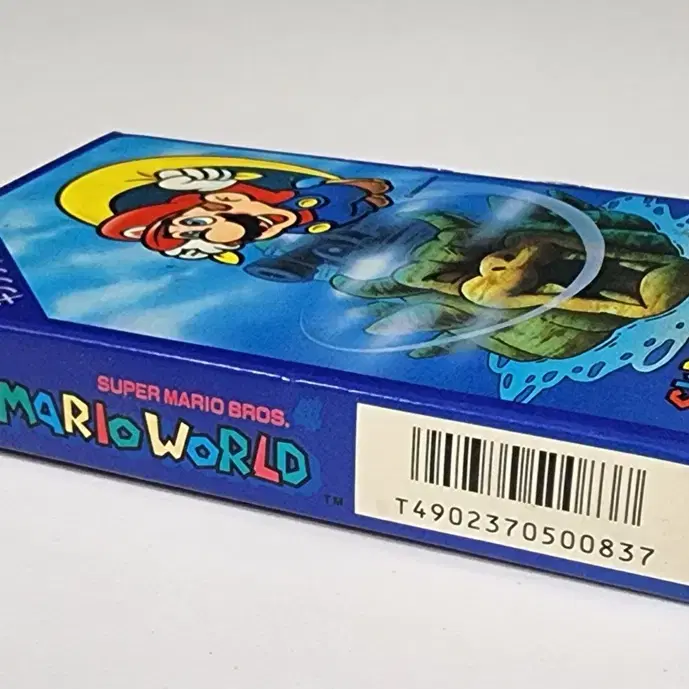 SUPER MARIO BROS. 4
MARIO WORLD
TM
T4902370500837